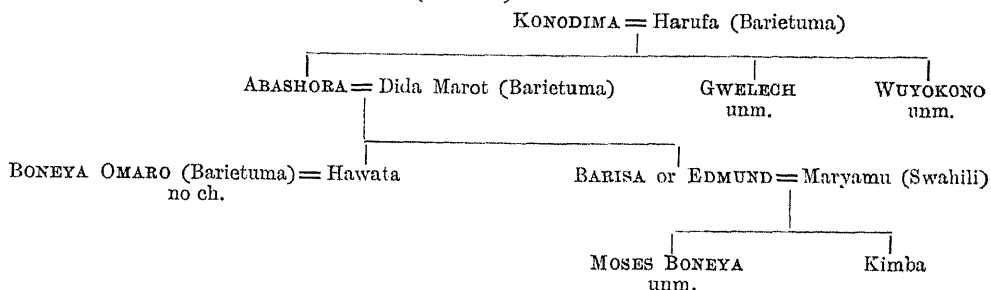 KONODIMA = Harufa (Barietuma)
ABASHORA = Dida Marot (Barietuma) GWELECH WUYOKONO
unm. unm.
BONEYA OMARO (Barietuma) = Hawata BARISA or EDMUND = Maryamu (Swahili)
no ch.
MOSES BONEYA Kimba
unm.